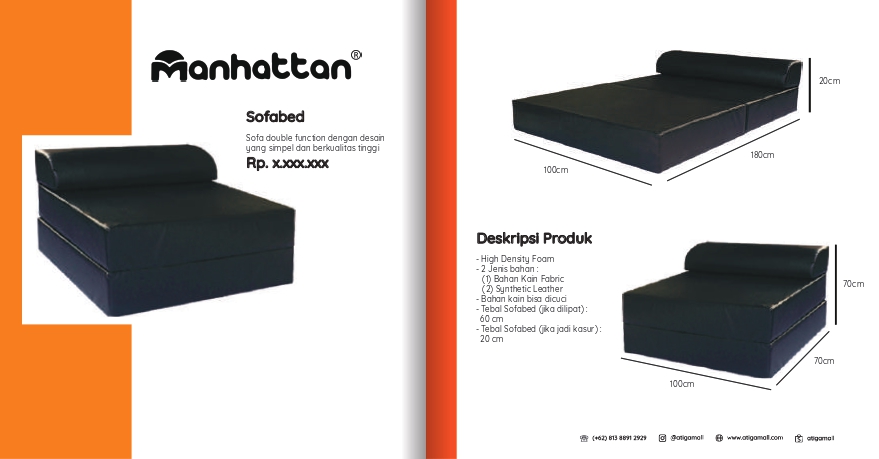 Manhattan®
Sofabed
Sofa double function dengan desain
yang simpel dan berkualitas tinggi
Rp. x.xxx.xxx
20cm
180cm
100cm
Deskripsi Produk
- High Density Foam
- 2 Jenis bahan :
(1) Bahan Kain Fabric
(2) Synthetic Leather
- Bahan kain bisa dicuci
- Tebal Sofabed (jika dilipat) :
60 cm
- Tebal Sofabed (jika jadi kasur) :
20 cm
70cm
70cm
100cm
(+62) 813 8891 2929 @atigamall www.atigamall.com atigamall